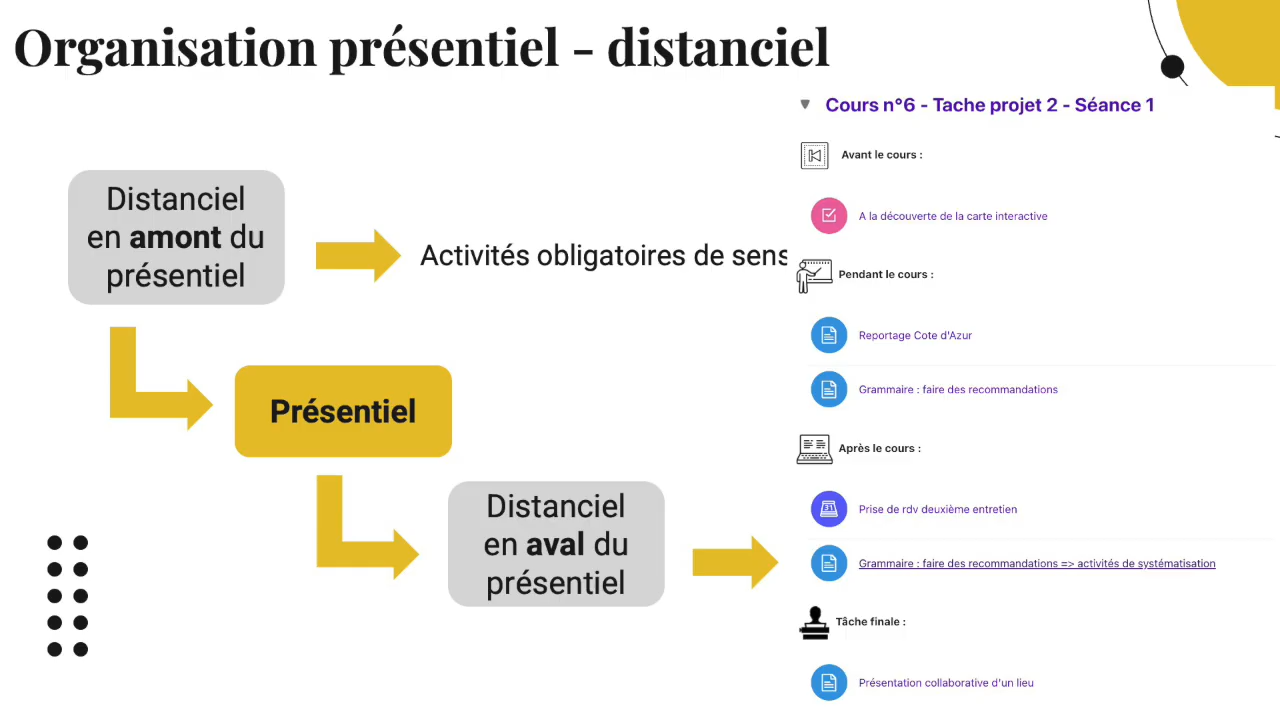 Organisation présentiel - distanciel
Distanciel
en amont du
présentiel
Activités obligatoires de sens
Présentiel
Distanciel
en aval du
présentiel
Cours n°6 - Tache projet 2 - Séance 1
Avant le cours :
A la découverte de la carte interactive
Pendant le cours :
Reportage Cote d'Azur
Grammaire : faire des recommandations
Après le cours :
31
Prise de rdv deuxième entretien
Grammaire : faire des recommandations => activités de systématisation
Tâche finale :
Présentation collaborative d'un lieu